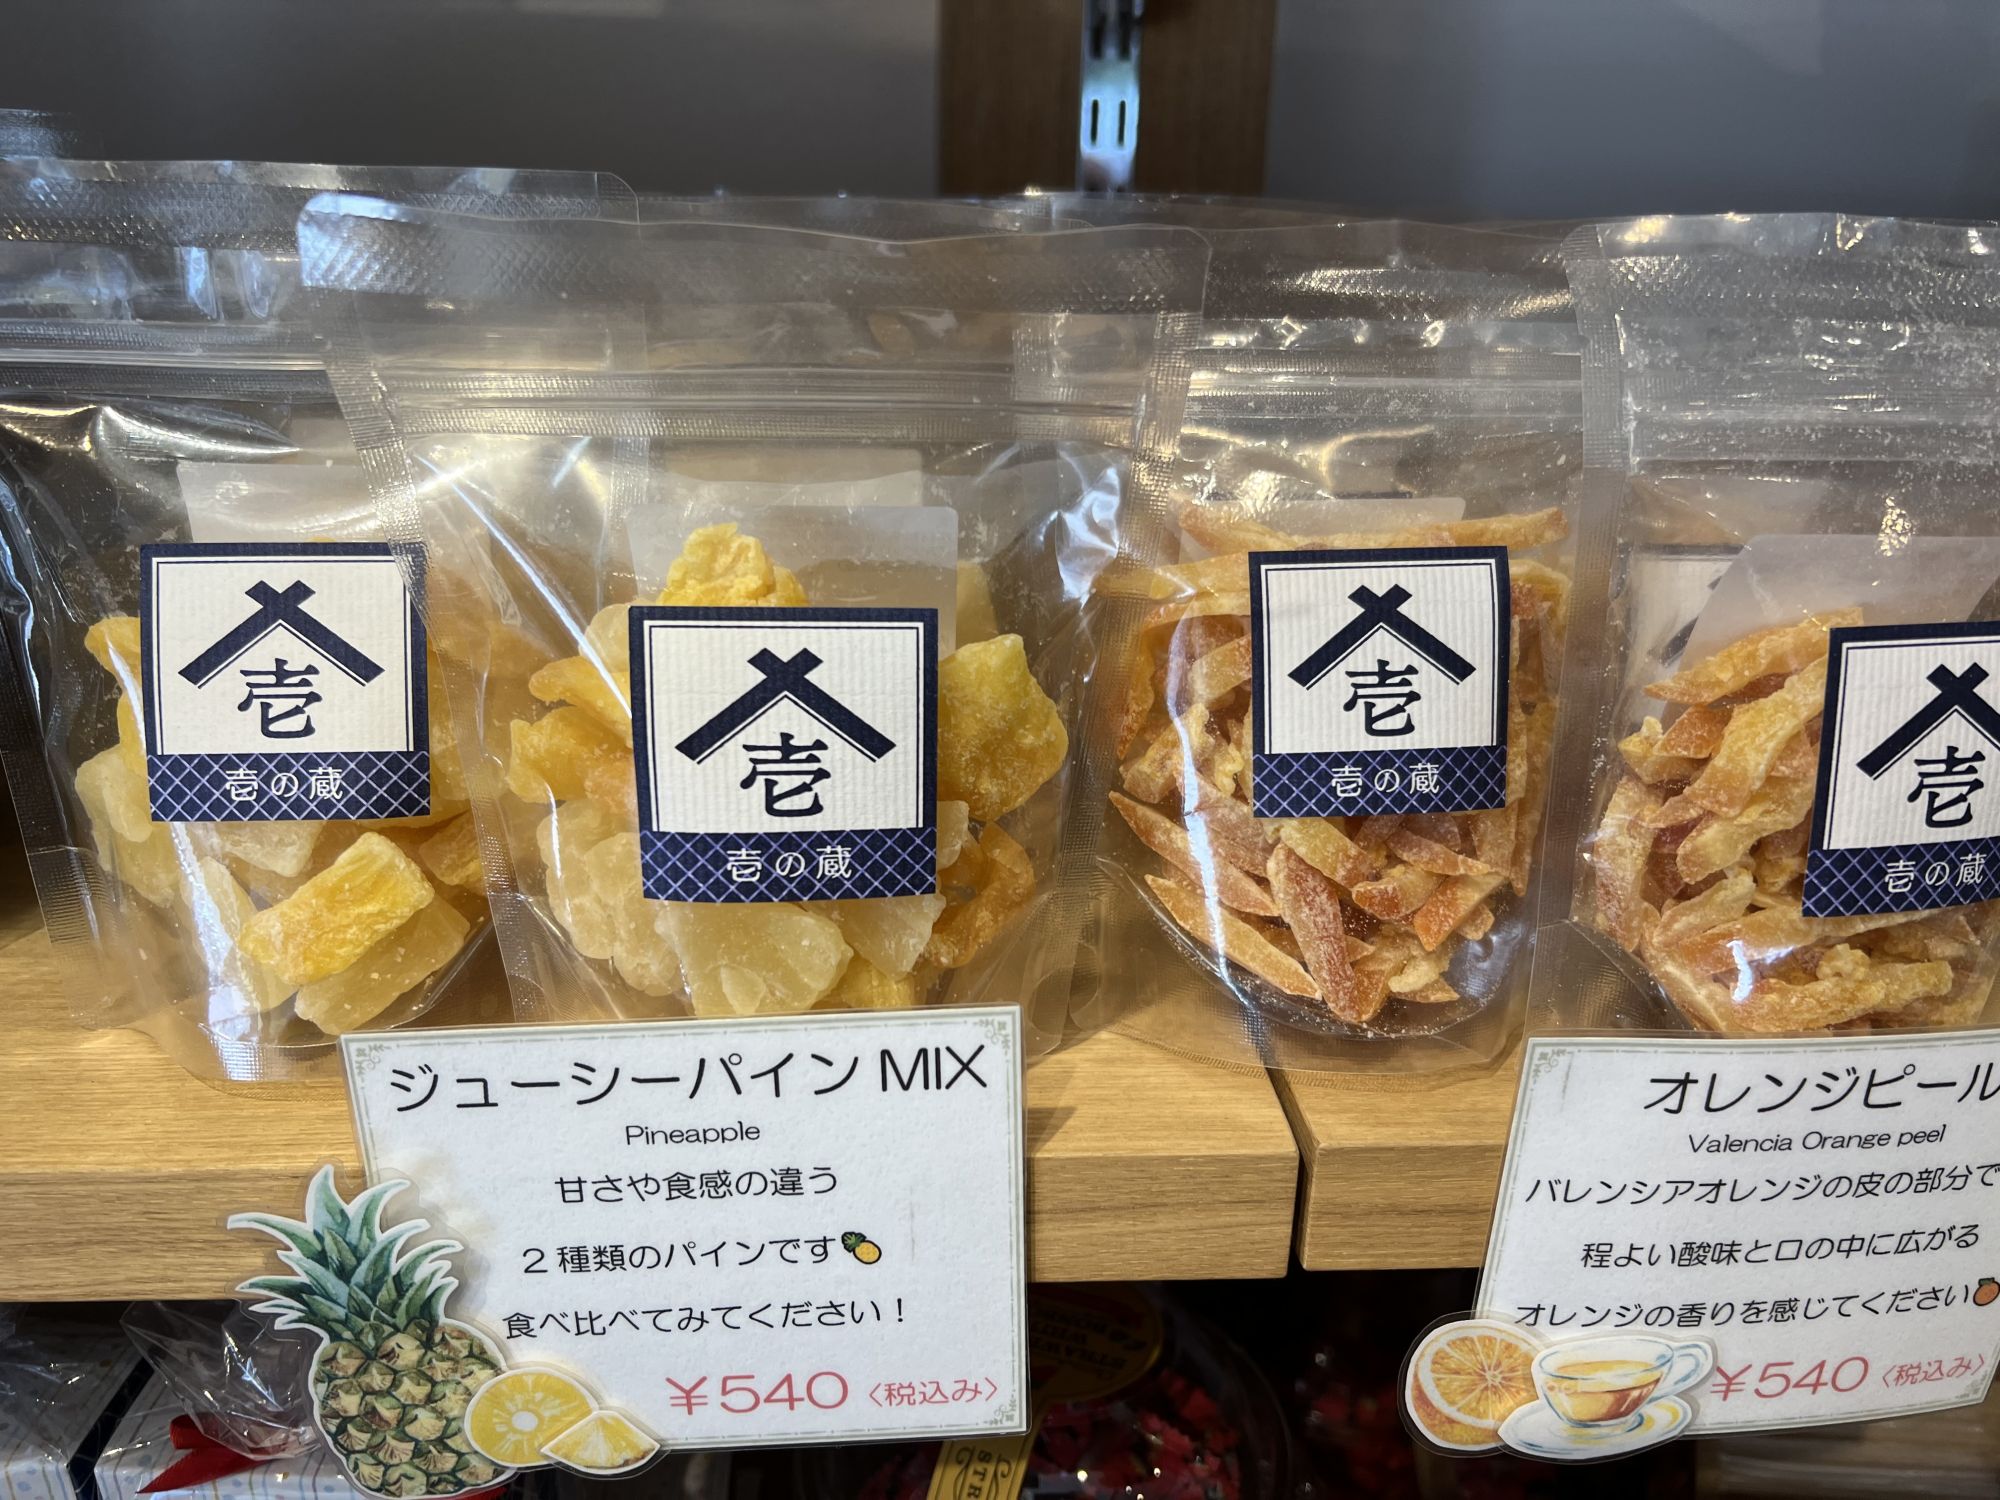 壱
壱の蔵
壱
壱の蔵
壱
壱の蔵
壱
壱の蔵
ジューシーパインMIX
Pineapple
甘さや食感の違う
2種類のパインです🍍
食べ比べてみてください！
￥540〈税込み〉
オレンジピール
Valencia Orange peel
バレンシアオレンジの皮の部分で
程よい酸味と口の中に広がる
オレンジの香りを感じてください🍊
￥540〈税込み〉